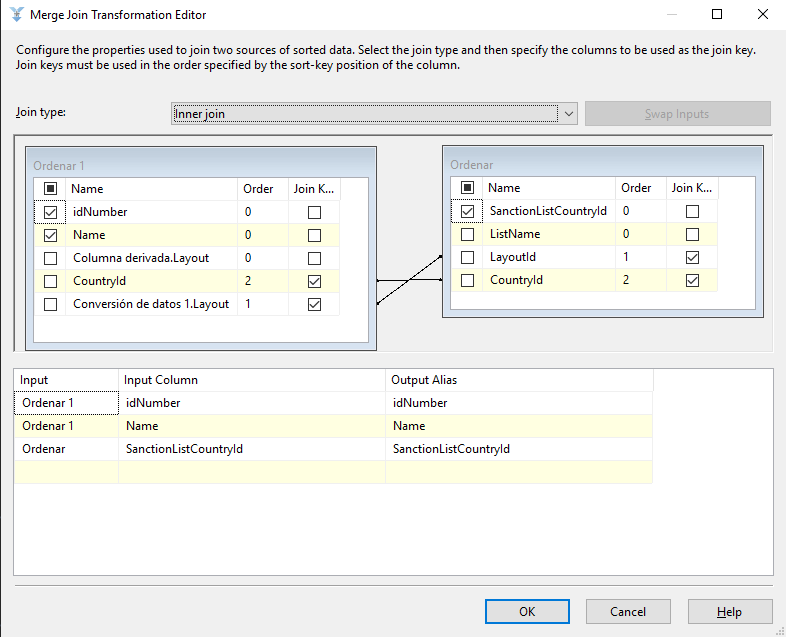 Merge Join Transformation Editor
Configure the properties used to join two sources of sorted data. Select the join type and then specify the columns to be used as the join key.
Join keys must be used in the order specified by the sort-key position of the column.
Join type: Inner join Swap Inputs
Ordenar 1
Name Order Join K...
idNumber 0
Name 0
Columna derivada.Layout 0
CountryId 2
Conversión de datos 1.Layout 1
Ordenar
Name Order Join K...
SanctionListCountryId 0
ListName 0
LayoutId 1
CountryId 2
Input Input Column Output Alias
Ordenar 1 idNumber idNumber
Ordenar 1 Name Name
Ordenar SanctionListCountryId SanctionListCountryId
OK Cancel Help